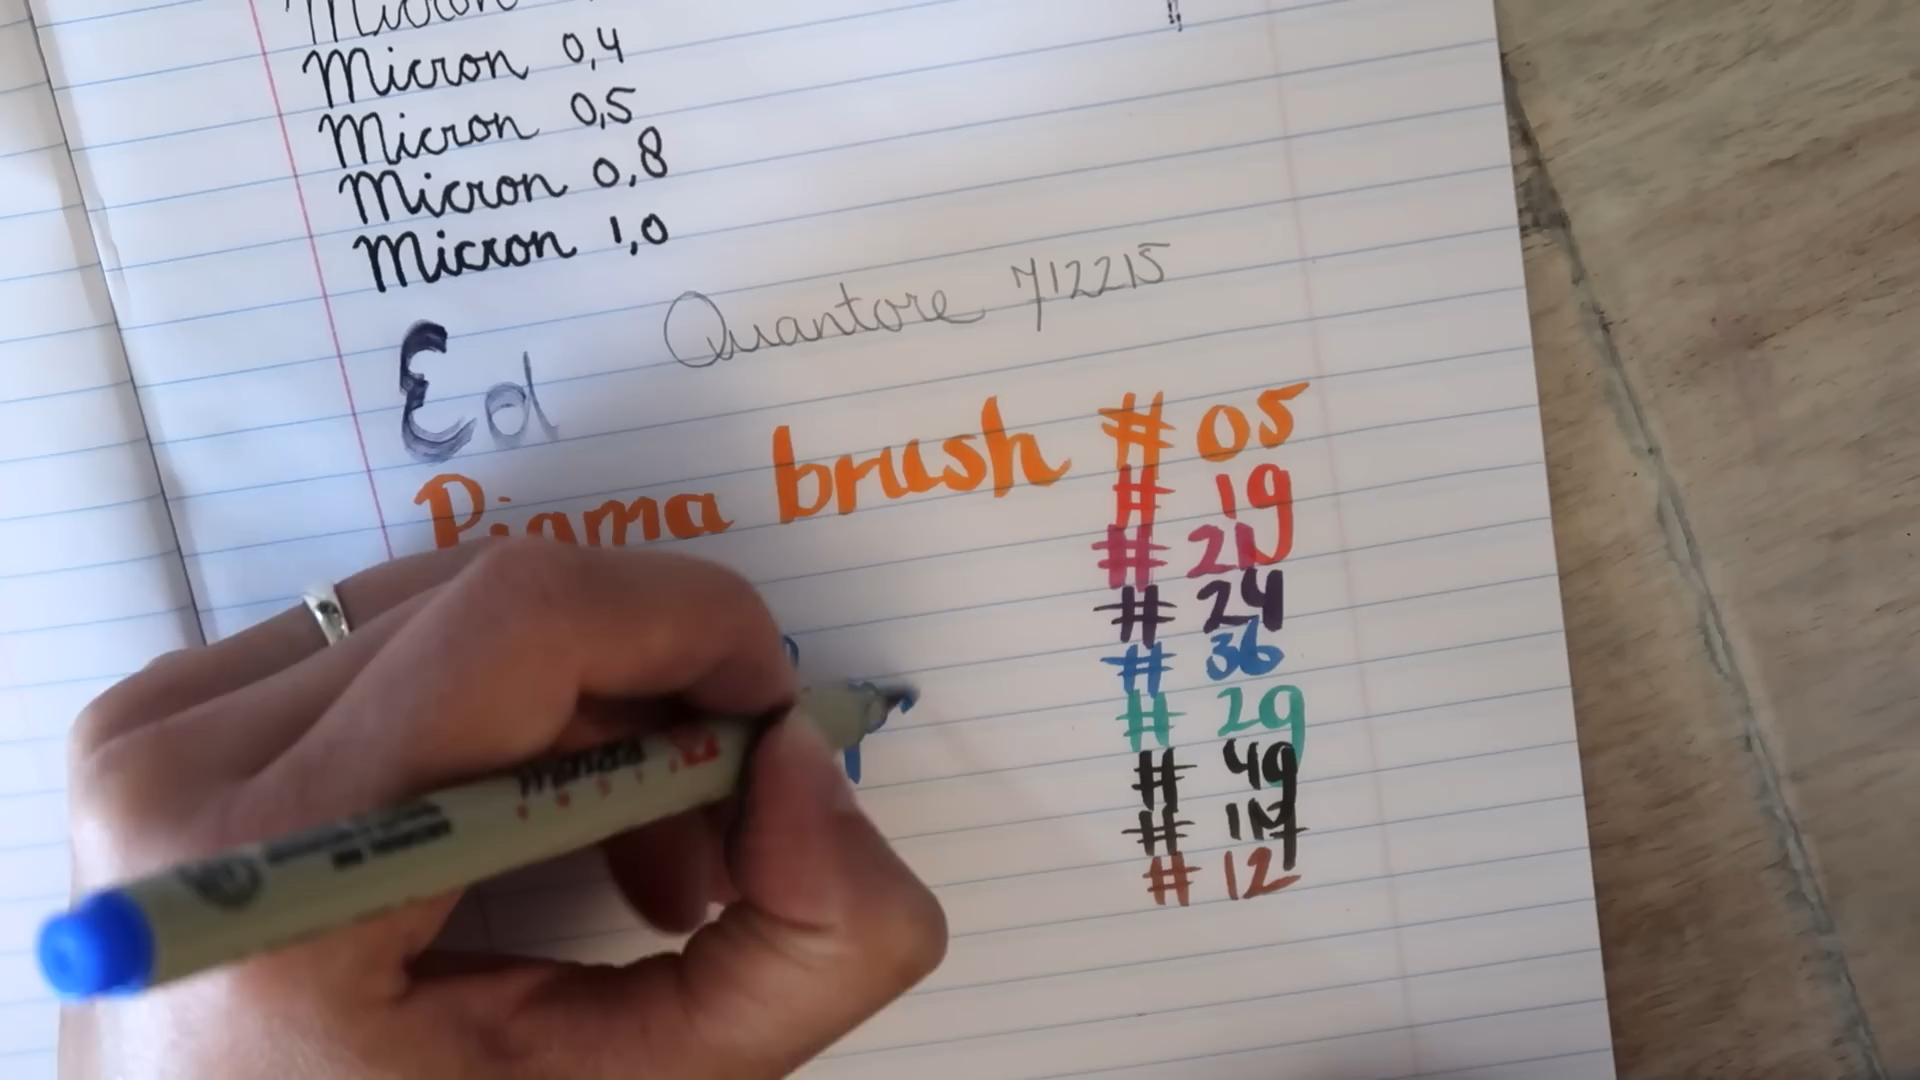 Micron
Micron 0,4
Micron 0,5
Micron 0,8
Micron 1,0
Ed Quantore 712215
Pigma brush # 05
# 19
# 21
# 24
# 36
# 29
# 49
# 117
# 12